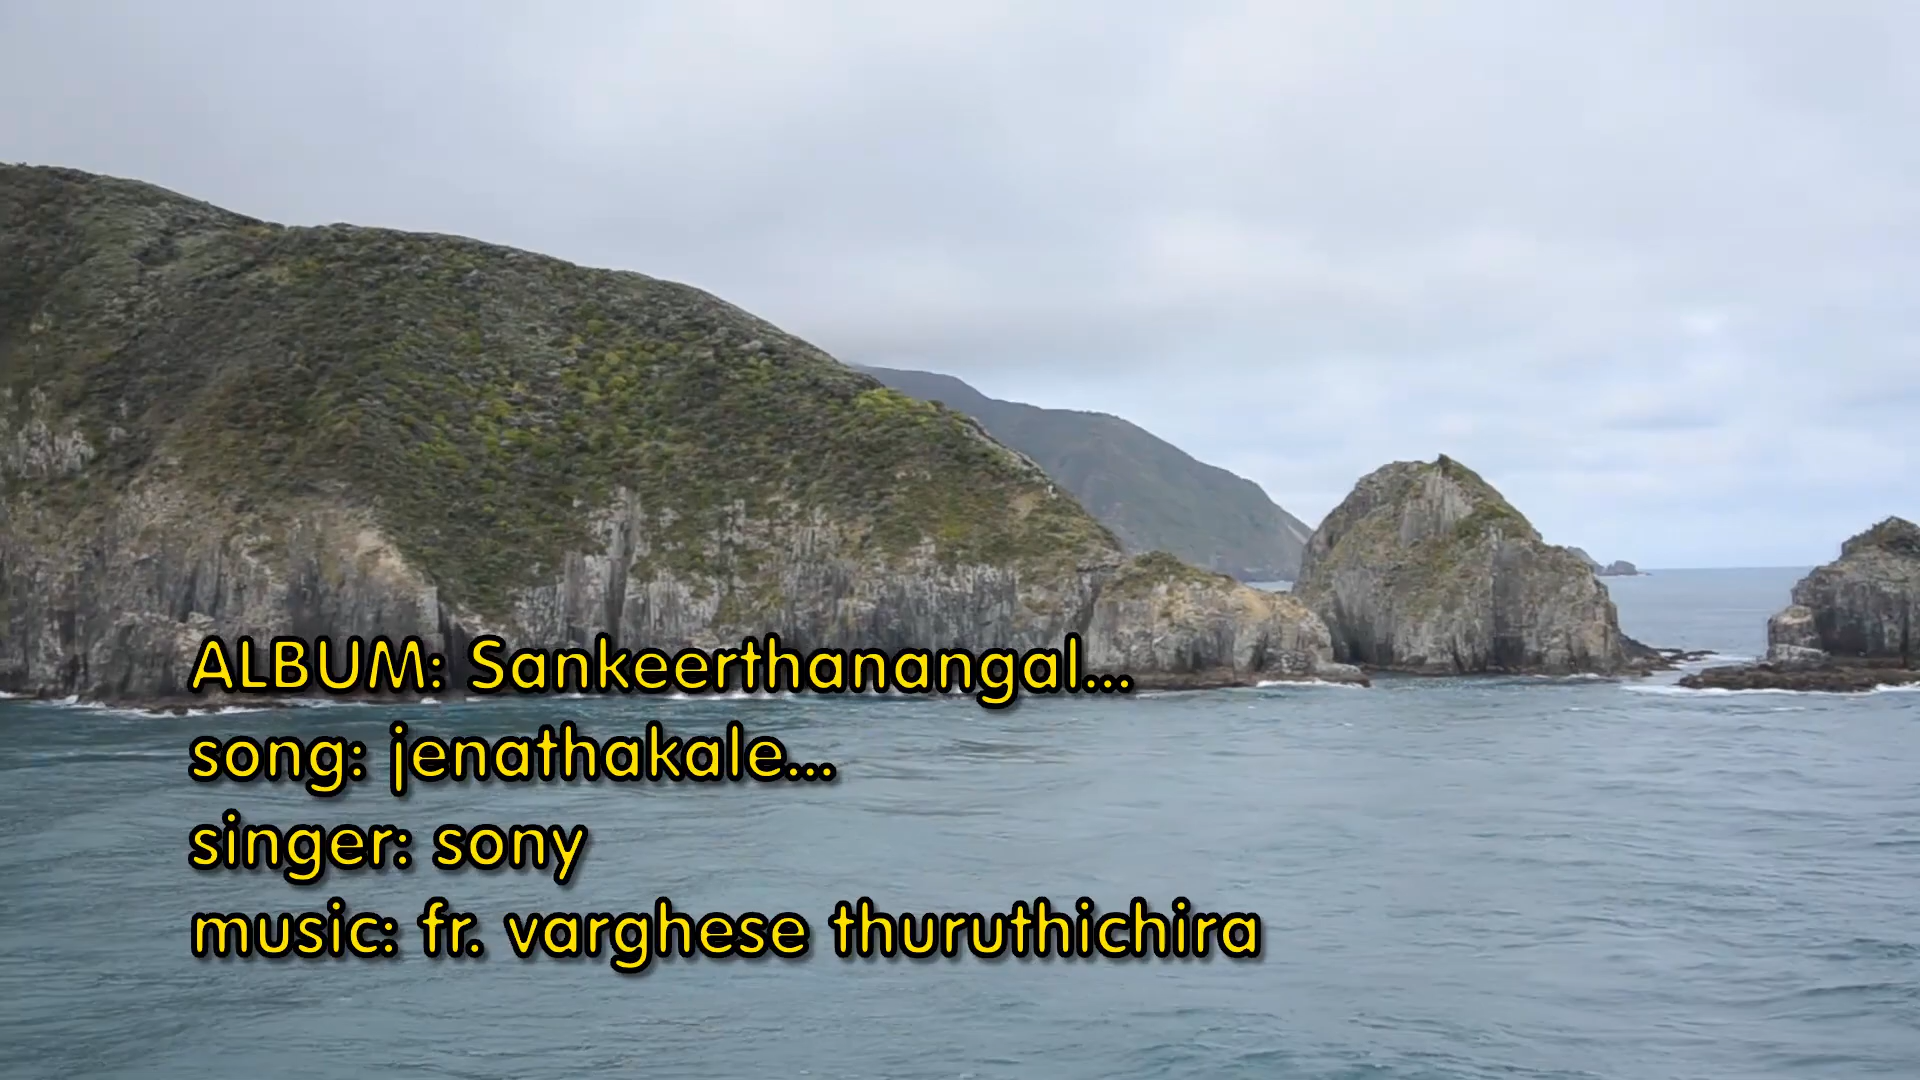 ALBUM: Sankeerthanangal...
song: jenathakale...
singer: sony
music: fr. varghese thuruthichira